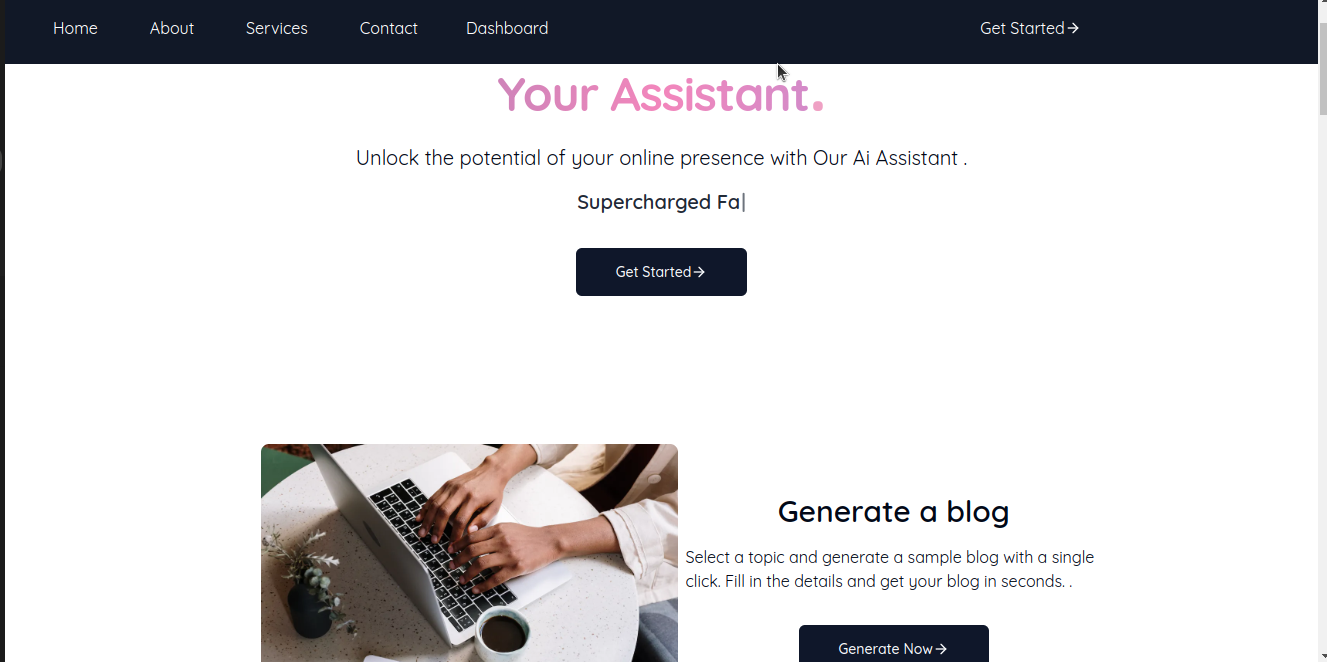 Home About Services Contact Dashboard Get Started→
Your Assistant.
Unlock the potential of your online presence with Our Ai Assistant .
Supercharged Fa|
Get Started→
Generate a blog
Select a topic and generate a sample blog with a single
click. Fill in the details and get your blog in seconds. .
Generate Now→